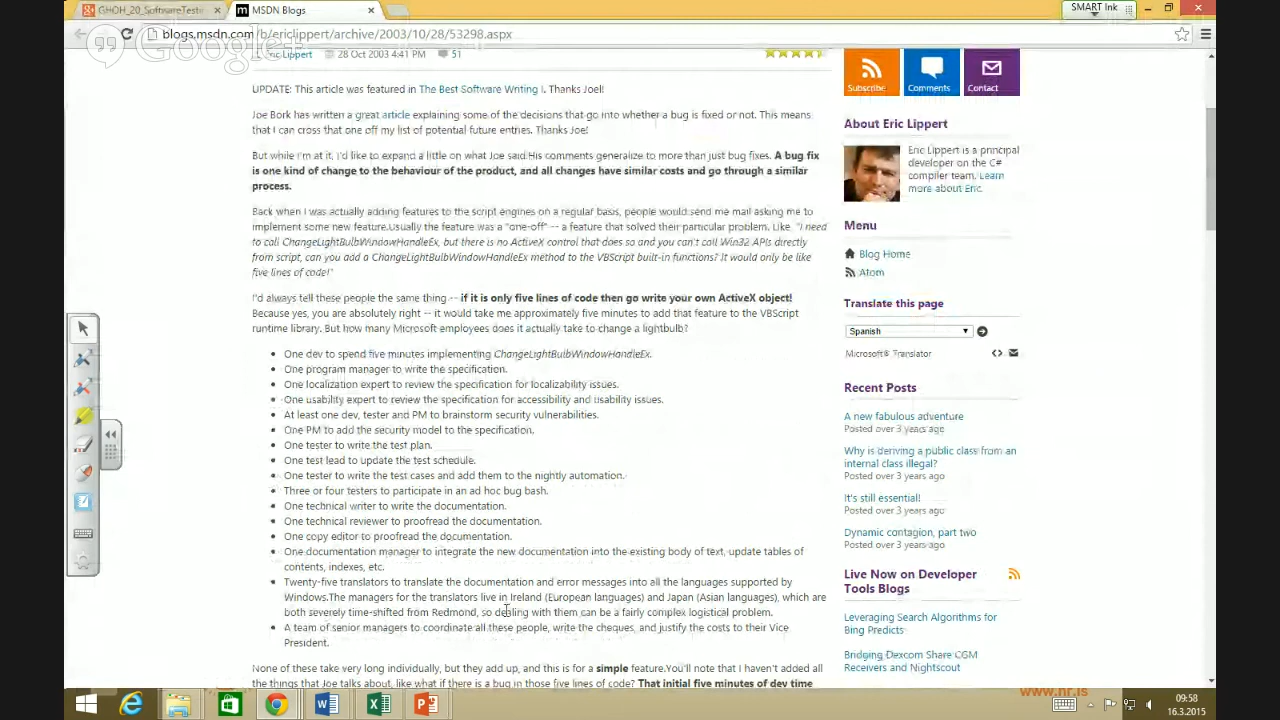 GHOH_20_SoftwareTesti
MSDN Blogs
SMART Ink
blogs.msdn.com/b/ericlippert/archive/2003/10/28/53298.aspx
Google+
Eric Lippert 28 Oct 2003 4:41 PM 51
UPDATE: This article was featured in The Best Software Writing I. Thanks Joel!
Joe Bork has written a great article explaining some of the decisions that go into whether a bug is fixed or not. This means
that I can cross that one off my list of potential future entries. Thanks Joe!
But while I'm at it, I'd like to expand a little on what Joe said.His comments generalize to more than just bug fixes. A bug fix
is one kind of change to the behaviour of the product, and all changes have similar costs and go through a similar
process.
Back when I was actually adding features to the script engines on a regular basis, people would send me mail asking me to
implement some new feature.Usually the feature was a "one-off" -- a feature that solved their particular problem. Like, "I need
to call ChangeLightBulbWindowHandleEx, but there is no ActiveX control that does so and you can't call Win32 APIs directly
from script, can you add a ChangeLightBulbWindowHandleEx method to the VBScript built-in functions? It would only be like
five lines of code!"
I'd always tell these people the same thing -- if it is only five lines of code then go write your own ActiveX object!
Because yes, you are absolutely right -- it would take me approximately five minutes to add that feature to the VBScript
runtime library. But how many Microsoft employees does it actually take to change a lightbulb?
• One dev to spend five minutes implementing ChangeLightBulbWindowHandleEx.
• One program manager to write the specification.
• One localization expert to review the specification for localizability issues.
• One usability expert to review the specification for accessibility and usability issues.
• At least one dev, tester and PM to brainstorm security vulnerabilities.
• One PM to add the security model to the specification.
• One tester to write the test plan.
• One test lead to update the test schedule.
• One tester to write the test cases and add them to the nightly automation.
• Three or four testers to participate in an ad hoc bug bash.
• One technical writer to write the documentation.
• One technical reviewer to proofread the documentation.
• One copy editor to proofread the documentation.
• One documentation manager to integrate the new documentation into the existing body of text, update tables of
contents, indexes, etc.
• Twenty-five translators to translate the documentation and error messages into all the languages supported by
Windows.The managers for the translators live in Ireland (European languages) and Japan (Asian languages), which are
both severely time-shifted from Redmond, so dealing with them can be a fairly complex logistical problem.
• A team of senior managers to coordinate all these people, write the cheques, and justify the costs to their Vice
President.
None of these take very long individually, but they add up, and this is for a simple feature.You'll note that I haven't added all
the things that Joe talks about, like what if there is a bug in those five lines of code? That initial five minutes of dev time
Subscribe
Comments
Contact
About Eric Lippert
Eric Lippert is a principal
developer on the C#
compiler team. Learn
more about Eric.
Menu
Blog Home
Atom
Translate this page
Spanish
Microsoft® Translator
Recent Posts
A new fabulous adventure
Posted over 3 years ago
Why is deriving a public class from an
internal class illegal?
Posted over 3 years ago
It's still essential!
Posted over 3 years ago
Dynamic contagion, part two
Posted over 3 years ago
Live Now on Developer
Tools Blogs
Leveraging Search Algorithms for
Bing Predicts
Bridging Dexcom Share CGM
Receivers and Nightscout
www.nr.is
09:58
16.3.2015